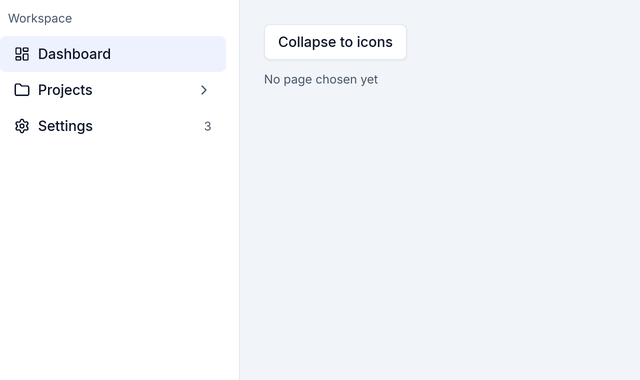 Workspace
Dashboard
Projects
Settings 3
Collapse to icons
No page chosen yet